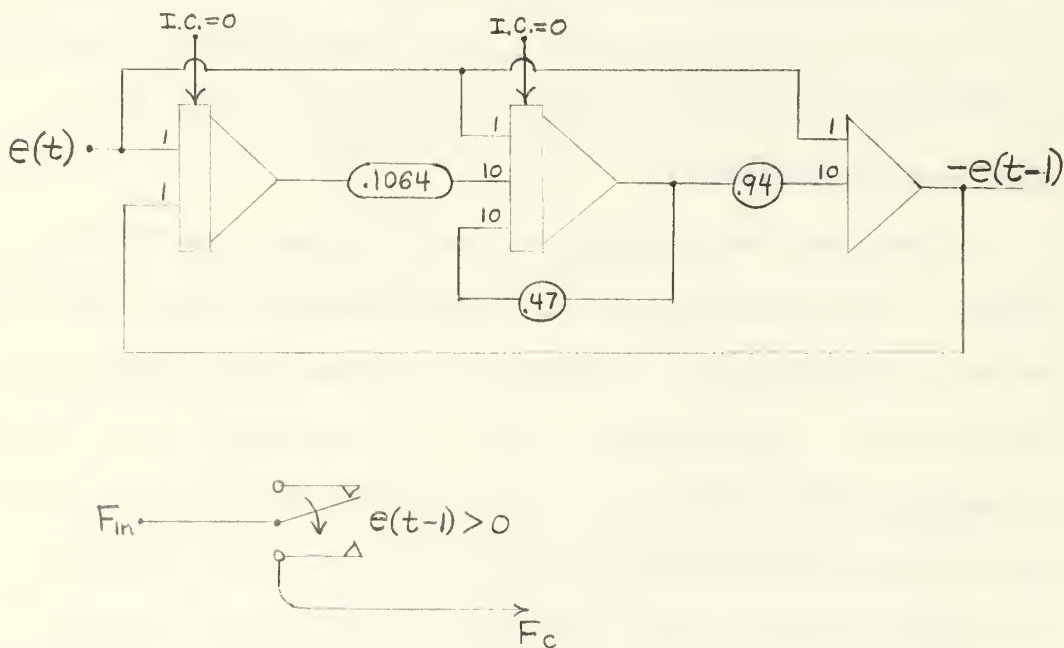 I.C.=0
I.C.=0
e(t)
1
1
.1064
1
10
10
.47
.94
1
10
-e(t-1)
Fin
e(t-1) > 0
Fc